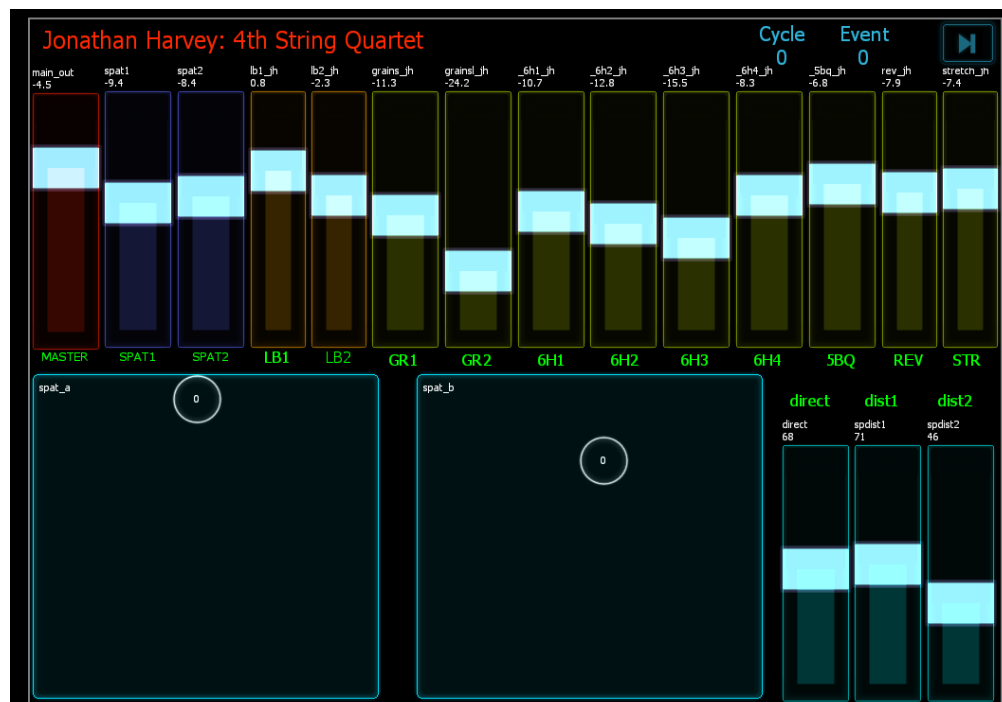 Jonathan Harvey: 4th String Quartet
Cycle Event
0 0
main_out spat1 spat2 lb1_jh lb2_jh grains_jh grainsl_jh _6h1_jh _6h2_jh _6h3_jh _6h4_jh _5bq_jh rev_jh stretch_jh
-4.5 -9.4 -8.4 0.8 -2.3 -11.3 -24.2 -10.7 -12.8 -15.5 -8.3 -6.8 -7.9 -7.4
MASTER SPAT1 SPAT2 LB1 LB2 GR1 GR2 6H1 6H2 6H3 6H4 5BQ REV STR
spat_a spat_b
0
0
direct dist1 dist2
direct spdist1 spdist2
68 71 46